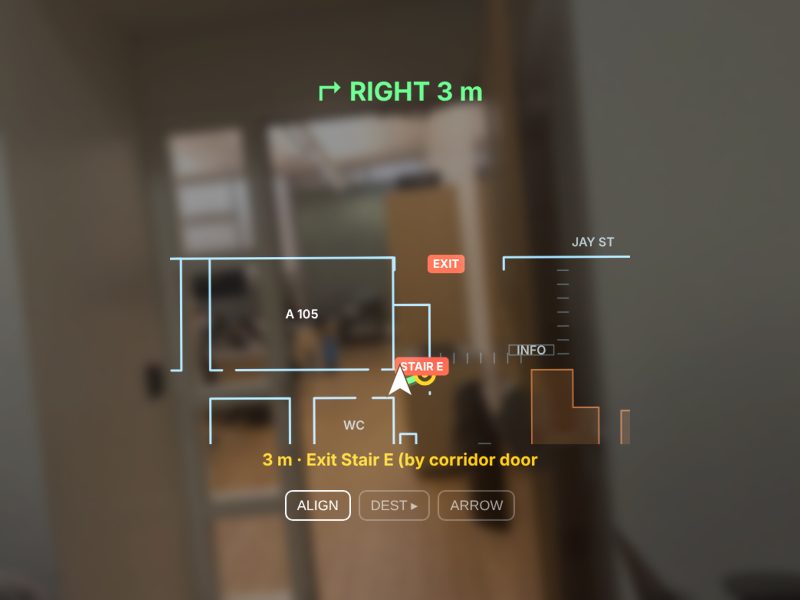 ↱ RIGHT 3 m
JAY ST
EXIT
A 105
INFO
STAIR E
WC
3 m · Exit Stair E (by corridor door
ALIGN
DEST ▸
ARROW